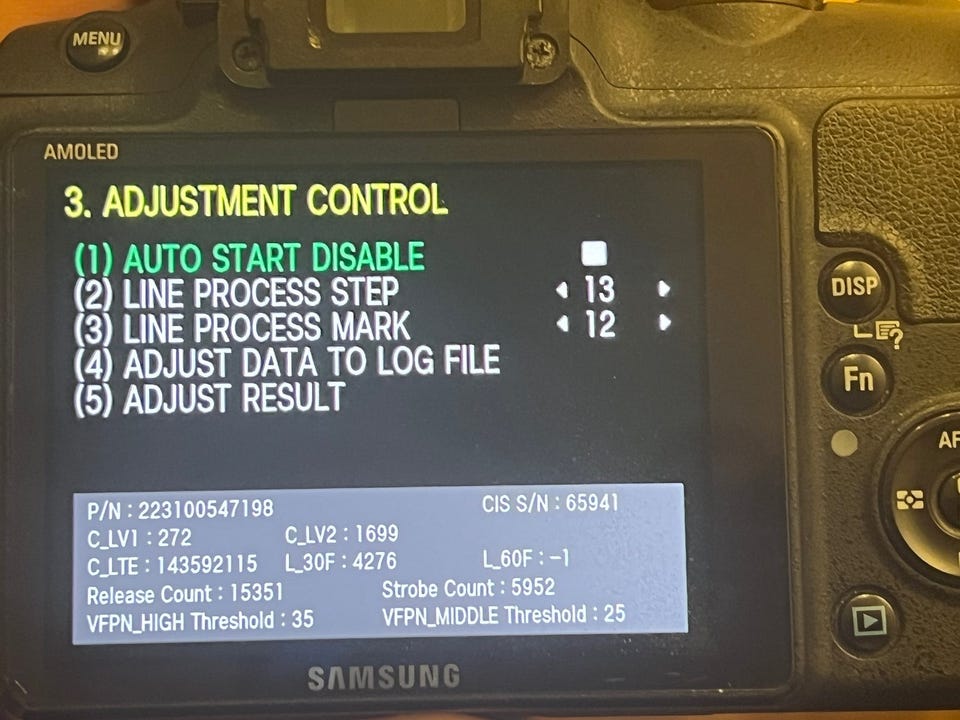 MENU
AMOLED
3. ADJUSTMENT CONTROL
(1) AUTO START DISABLE
(2) LINE PROCESS STEP 13
(3) LINE PROCESS MARK 12
(4) ADJUST DATA TO LOG FILE
(5) ADJUST RESULT
P/N : 223100547198 CIS S/N : 65941
C_LV1 : 272 C_LV2 : 1699
C_LTE : 143592115 L_30F : 4276 L_60F : -1
Release Count : 15351 Strobe Count : 5952
VFPN_HIGH Threshold : 35 VFPN_MIDDLE Threshold : 25
SAMSUNG
DISP
Fn
AF